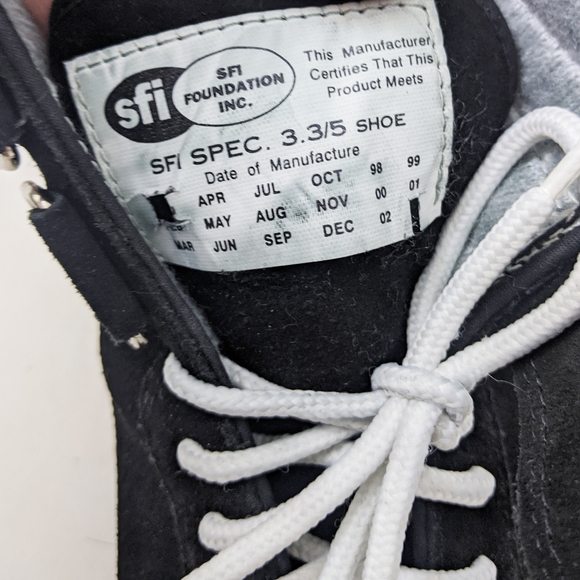 sfi
SFI
FOUNDATION
INC.
This Manufacturer
Certifies That This
Product Meets
SFI SPEC. 3.3/5 SHOE
Date of Manufacture
APR JUL OCT 98 99
MAY AUG NOV 00 01
MAR JUN SEP DEC 02